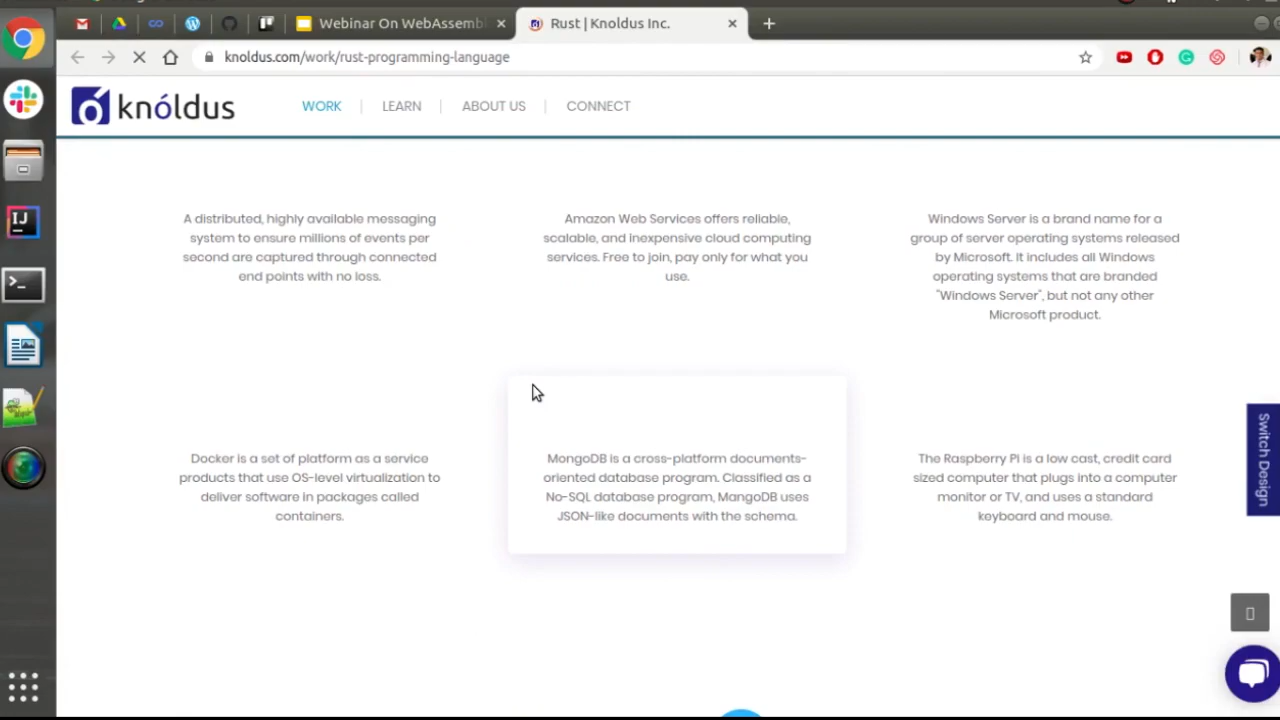 Webinar On WebAssembl
Rust | Knoldus Inc.
knoldus.com/work/rust-programming-language
knóldus
WORK
LEARN
ABOUT US
CONNECT
A distributed, highly available messaging
system to ensure millions of events per
second are captured through connected
end points with no loss.
Amazon Web Services offers reliable,
scalable, and inexpensive cloud computing
services. Free to join, pay only for what you
use.
Windows Server is a brand name for a
group of server operating systems released
by Microsoft. It includes all Windows
operating systems that are branded
"Windows Server", but not any other
Microsoft product.
Docker is a set of platform as a service
products that use OS-level virtualization to
deliver software in packages called
containers.
MongoDB is a cross-platform documents-
oriented database program. Classified as a
No-SQL database program, MangoDB uses
JSON-like documents with the schema.
The Raspberry Pi is a low cast, credit card
sized computer that plugs into a computer
monitor or TV, and uses a standard
keyboard and mouse.
Switch Design
IJ